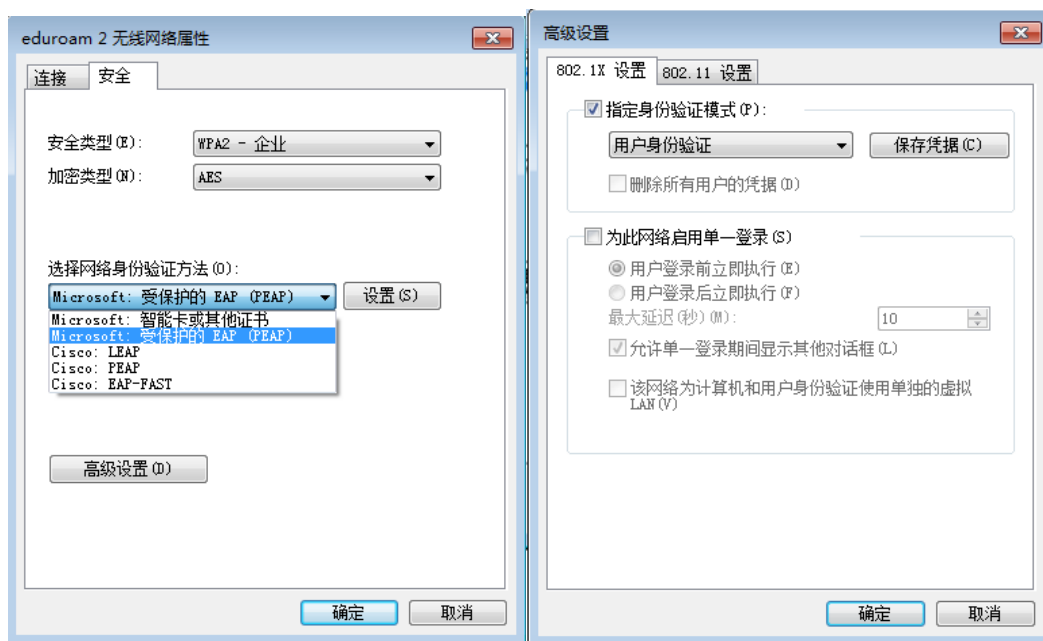 eduroam 2 无线网络属性
连接 安全
安全类型(E):
WPA2 - 企业
加密类型(N):
AES
选择网络身份验证方法(O):
Microsoft: 受保护的 EAP (PEAP)
设置(S)
Microsoft: 智能卡或其他证书
Microsoft: 受保护的 EAP (PEAP)
Cisco: LEAP
Cisco: PEAP
Cisco: EAP-FAST
高级设置(D)
确定 取消
高级设置
802.1X 设置 802.11 设置
指定身份验证模式(P):
用户身份验证
保存凭据(C)
删除所有用户的凭据(D)
为此网络启用单一登录(S)
用户登录前立即执行(E)
用户登录后立即执行(F)
最大延迟(秒)(M):
10
允许单一登录期间显示其他对话框(L)
该网络为计算机和用户身份验证使用单独的虚拟
LAN(V)
确定 取消